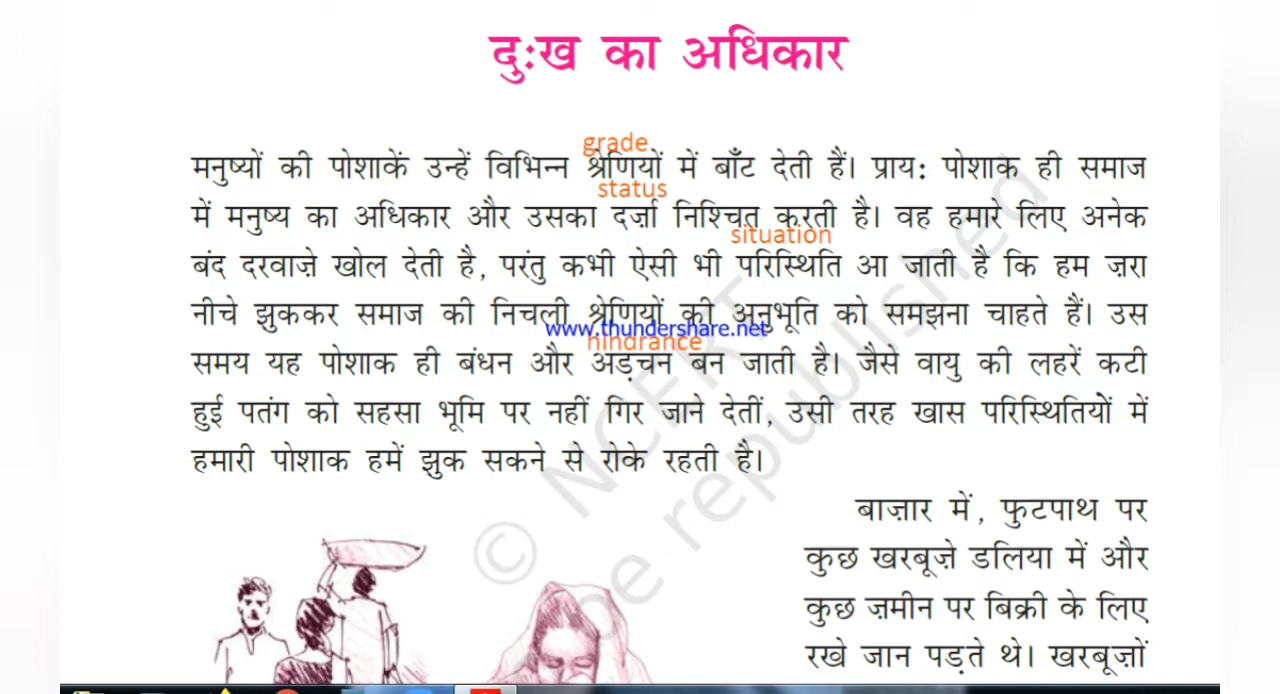 दुःख का अधिकार
grade
मनुष्यों की पोशाकें उन्हें विभिन्न श्रेणियों में बाँट देती हैं। प्रायः पोशाक ही समाज
status
में मनुष्य का अधिकार और उसका दर्ज़ा निश्चित करती है। वह हमारे लिए अनेक
situation
बंद दरवाज़े खोल देती है, परंतु कभी ऐसी भी परिस्थिति आ जाती है कि हम ज़रा
नीचे झुककर समाज की निचली श्रेणियों की अनुभूति को समझना चाहते हैं। उस
www.thundershare.net
hindrance
समय यह पोशाक ही बंधन और अड़चन बन जाती है। जैसे वायु की लहरें कटी
हुई पतंग को सहसा भूमि पर नहीं गिर जाने देतीं, उसी तरह खास परिस्थितियों में
हमारी पोशाक हमें झुक सकने से रोके रहती है।
बाज़ार में, फुटपाथ पर
कुछ खरबूज़े डलिया में और
कुछ ज़मीन पर बिक्री के लिए
रखे जान पड़ते थे। खरबूज़ों
© NCERT
be republished